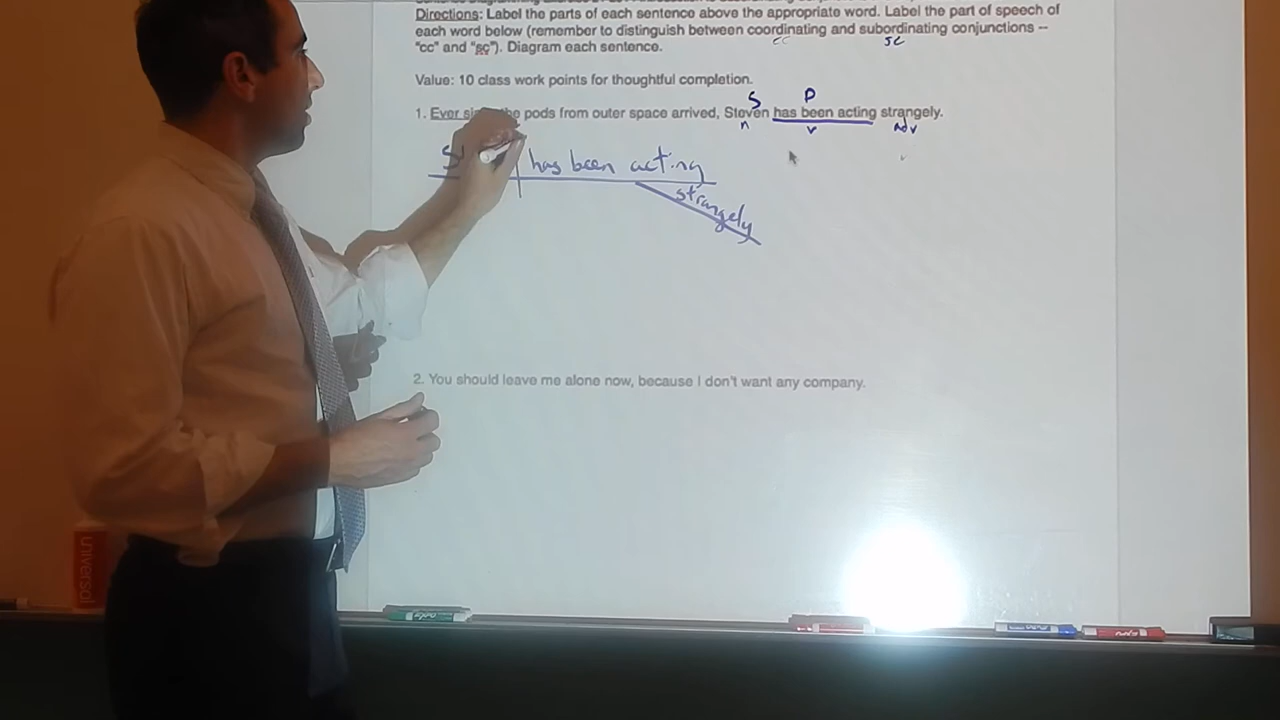 Directions: Label the parts of each sentence above the appropriate word. Label the part of speech of
each word below (remember to distinguish between coordinating and subordinating conjunctions --
cc sc
"cc" and "sc"). Diagram each sentence.
Value: 10 class work points for thoughtful completion.
S P
1. Ever pods from outer space arrived, Steven has been acting strangely.
n v adv
has been acting
strangely
2. You should leave me alone now, because I don't want any company.
universal
EXPO